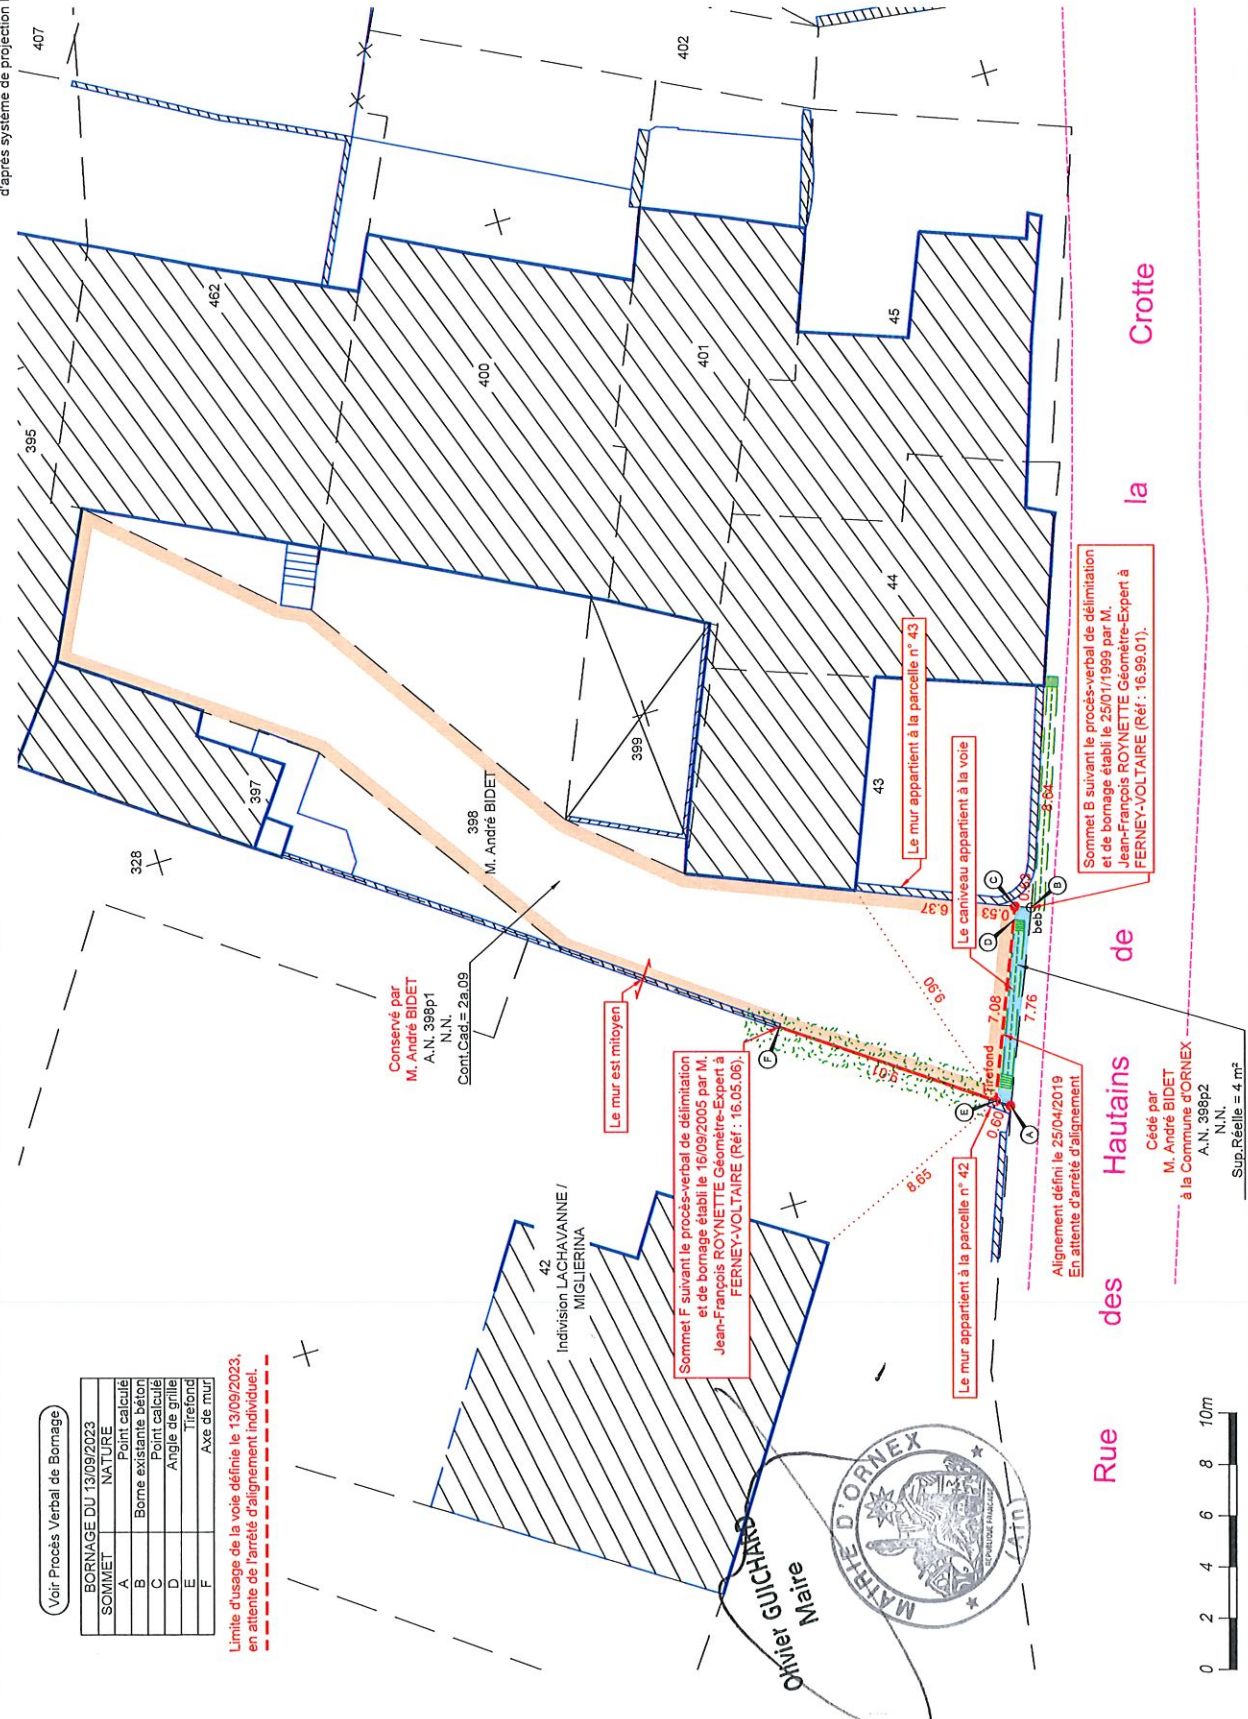 d'après système de projection
407
402
395
462
400
401
45
44
43
399
397
328
398
M. André BIDET
Conservé par
M. André BIDET
A.N. 398p1
N.N.
Cont.Cad.= 2a.09
Le mur est mitoyen
Le mur appartient à la parcelle n° 43
Le caniveau appartient à la voie
Sommet B suivant le procès-verbal de délimitation
et de bornage établi le 25/01/1999 par M.
Jean-François ROYNETTE Géomètre-Expert à
FERNEY-VOLTAIRE (Réf : 16.99.01).
Sommet F suivant le procès-verbal de délimitation
et de bornage établi le 16/09/2005 par M.
Jean-François ROYNETTE Géomètre-Expert à
FERNEY-VOLTAIRE (Réf : 16.05.06).
42
Indivision LACHAVANNE /
MIGLIERINA
Le mur appartient à la parcelle n° 42
Alignement défini le 25/04/2019
En attente d'arrêté d'alignement
Cédé par
M. André BIDET
à la Commune d'ORNEX
A.N. 398p2
N.N.
Sup.Réelle = 4 m²
6.37
0.53
9.90
7.08
7.76
9.01
0.60
8.65
Tirefond
beb
A
B
C
D
E
F
Rue des Hautains de la Crotte
Voir Procès Verbal de Bornage
BORNAGE DU 13/09/2023
SOMMET NATURE
A Point calculé
B Borne existante béton
C Point calculé
D Angle de grille
E Tirefond
F Axe de mur
Limite d'usage de la voie définie le 13/09/2023,
en attente de l'arrêté d'alignement individuel.
Olivier GUICHARD
Maire
MAIRIE D'ORNEX
REPUBLIQUE FRANÇAISE
(Ain)
0 2 4 6 8 10m